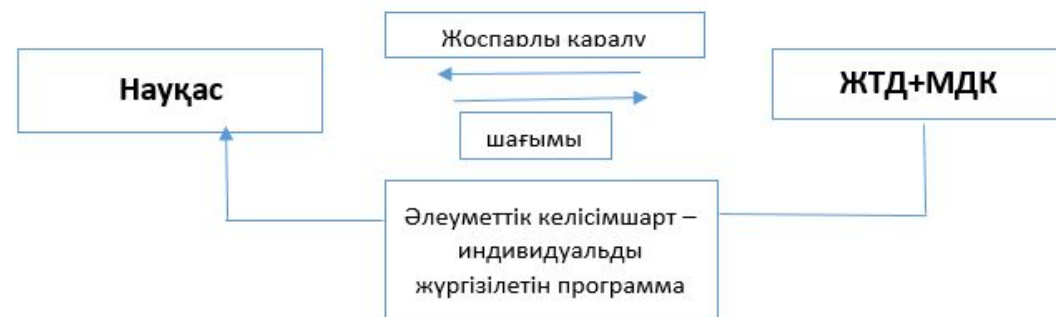 Жоспарлы қаралу
Науқас
ЖТД+МДК
шағымы
Әлеуметтік келісімшарт –
индивидуальды
жүргізілетін программа